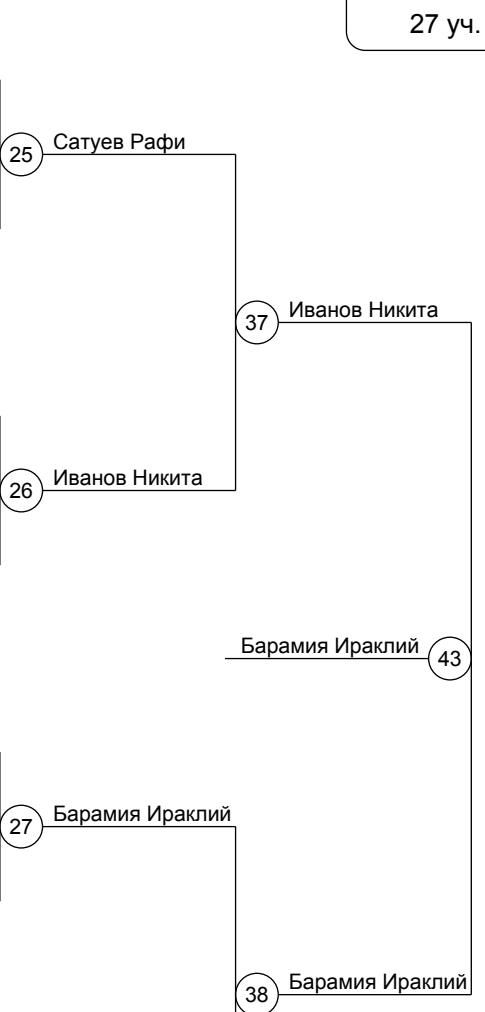 27 уч.
25 Сатуев Рафи
37 Иванов Никита
26 Иванов Никита
Барамия Ираклий 43
27 Барамия Ираклий
38 Барамия Ираклий